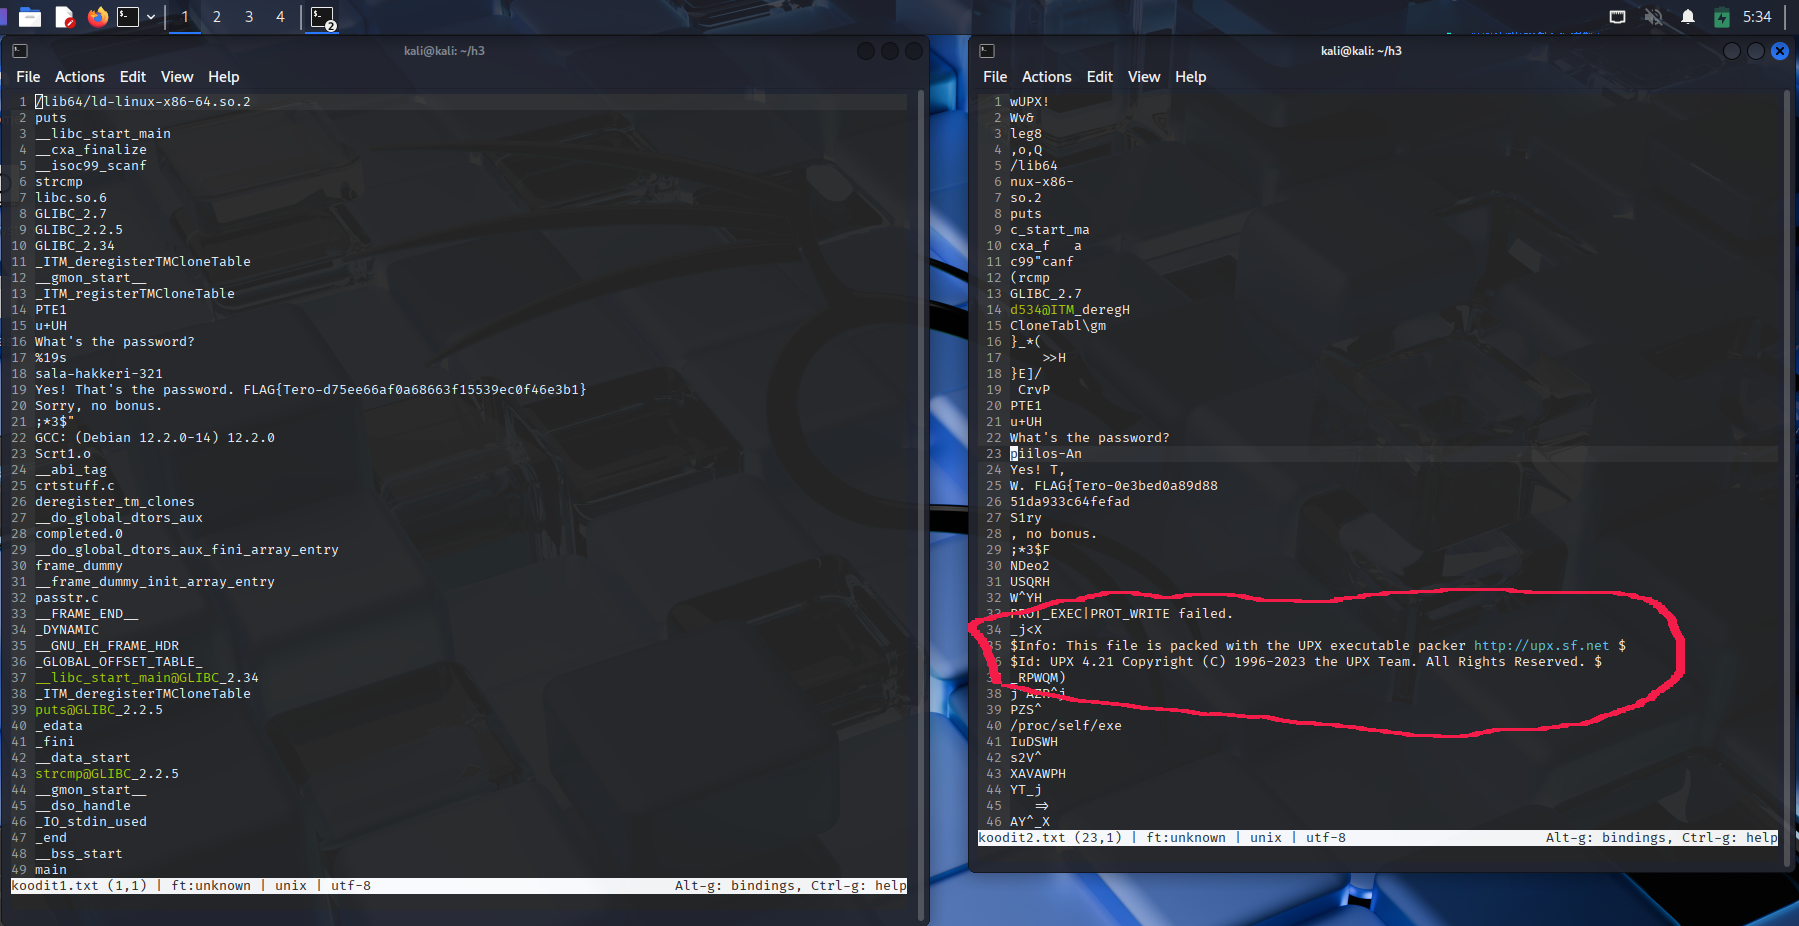 1 2 3 4 2 5:34
kali@kali: ~/h3
File Actions Edit View Help
1 /lib64/ld-linux-x86-64.so.2
2 puts
3 __libc_start_main
4 __cxa_finalize
5 __isoc99_scanf
6 strcmp
7 libc.so.6
8 GLIBC_2.7
9 GLIBC_2.2.5
10 GLIBC_2.34
11 _ITM_deregisterTMCloneTable
12 __gmon_start__
13 _ITM_registerTMCloneTable
14 PTE1
15 u+UH
16 What's the password?
17 %19s
18 sala-hakkeri-321
19 Yes! That's the password. FLAG{Tero-d75ee66af0a68663f15539ec0f46e3b1}
20 Sorry, no bonus.
21 ;*3$"
22 GCC: (Debian 12.2.0-14) 12.2.0
23 Scrt1.o
24 __abi_tag
25 crtstuff.c
26 deregister_tm_clones
27 __do_global_dtors_aux
28 completed.0
29 __do_global_dtors_aux_fini_array_entry
30 frame_dummy
31 __frame_dummy_init_array_entry
32 passtr.c
33 __FRAME_END__
34 _DYNAMIC
35 __GNU_EH_FRAME_HDR
36 _GLOBAL_OFFSET_TABLE_
37 __libc_start_main@GLIBC_2.34
38 _ITM_deregisterTMCloneTable
39 puts@GLIBC_2.2.5
40 _edata
41 _fini
42 __data_start
43 strcmp@GLIBC_2.2.5
44 __gmon_start__
45 __dso_handle
46 _IO_stdin_used
47 _end
48 __bss_start
49 main
koodit1.txt (1,1) | ft:unknown | unix | utf-8 Alt-g: bindings, Ctrl-g: help
kali@kali: ~/h3
File Actions Edit View Help
1 wUPX!
2 Wv&
3 leg8
4 ,o,Q
5 /lib64
6 nux-x86-
7 so.2
8 puts
9 c_start_ma
10 cxa_f   a
11 c99"canf
12 (rcmp
13 GLIBC_2.7
14 d534@ITM_deregH
15 CloneTabl\gm
16 }_*(
17     >>H
18 }E]/
19  CrvP
20 PTE1
21 u+UH
22 What's the password?
23 piilos-An
24 Yes! T,
25 W. FLAG{Tero-0e3bed0a89d88
26 51da933c64fefad
27 S1ry
28 , no bonus.
29 ;*3$F
30 NDeo2
31 USQRH
32 W^YH
33 PROT_EXEC|PROT_WRITE failed.
34 _j<X
35 $Info: This file is packed with the UPX executable packer http://upx.sf.net $
$Id: UPX 4.21 Copyright (C) 1996-2023 the UPX Team. All Rights Reserved. $
_RPWQM)
38 j AZR^j
39 PZS^
40 /proc/self/exe
41 IuDSWH
42 s2V^
43 XAVAWPH
44 YT_j
45    =>
46 AY^_X
koodit2.txt (23,1) | ft:unknown | unix | utf-8 Alt-g: bindings, Ctrl-g: help